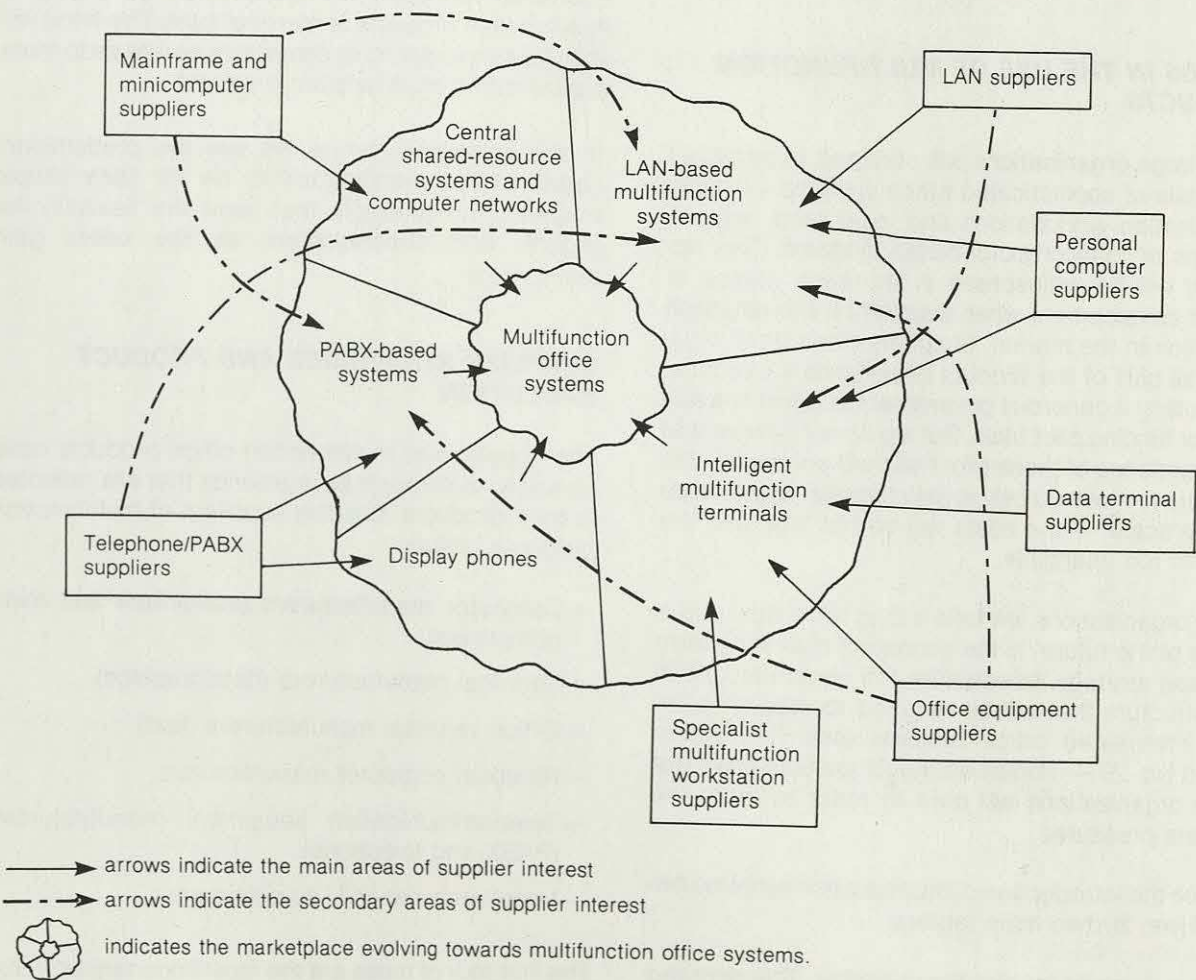 Mainframe and
minicomputer
suppliers
LAN suppliers
Central
shared-resource
systems and
computer networks
LAN-based
multifunction
systems
Personal
computer
suppliers
PABX-based
systems
Multifunction
office
systems
Intelligent
multifunction
terminals
Data terminal
suppliers
Telephone/PABX
suppliers
Display phones
Specialist
multifunction
workstation
suppliers
Office equipment
suppliers
arrows indicate the main areas of supplier interest
arrows indicate the secondary areas of supplier interest
indicates the marketplace evolving towards multifunction office systems.